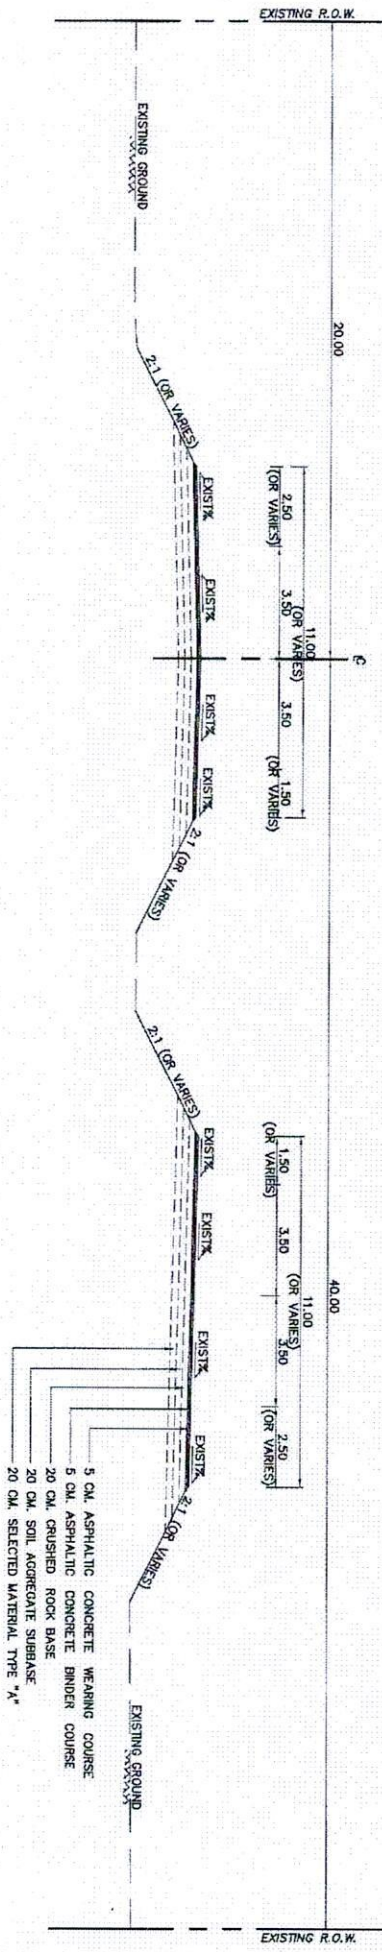 EXISTING R.O.W.
20.00
EXISTING GROUND
2:1 (OR VARIES)
EXIST%
EXIST%
2.50
(OR VARIES)
3.50
11.00
(OR VARIES)
℄
3.50
1.50
(OR VARIES)
EXIST%
EXIST%
2:1 (OR VARIES)
2:1 (OR VARIES)
EXIST%
EXIST%
1.50
(OR VARIES)
3.50
40.00
11.00
(OR VARIES)
3.50
2.50
(OR VARIES)
EXIST%
EXIST%
2:1 (OR VARIES)
5 CM. ASPHALTIC CONCRETE WEARING COURSE
5 CM. ASPHALTIC CONCRETE BINDER COURSE
20 CM. CRUSHED ROCK BASE
20 CM. SOIL AGGREGATE SUBBASE
20 CM. SELECTED MATERIAL TYPE "A"
EXISTING GROUND
EXISTING R.O.W.